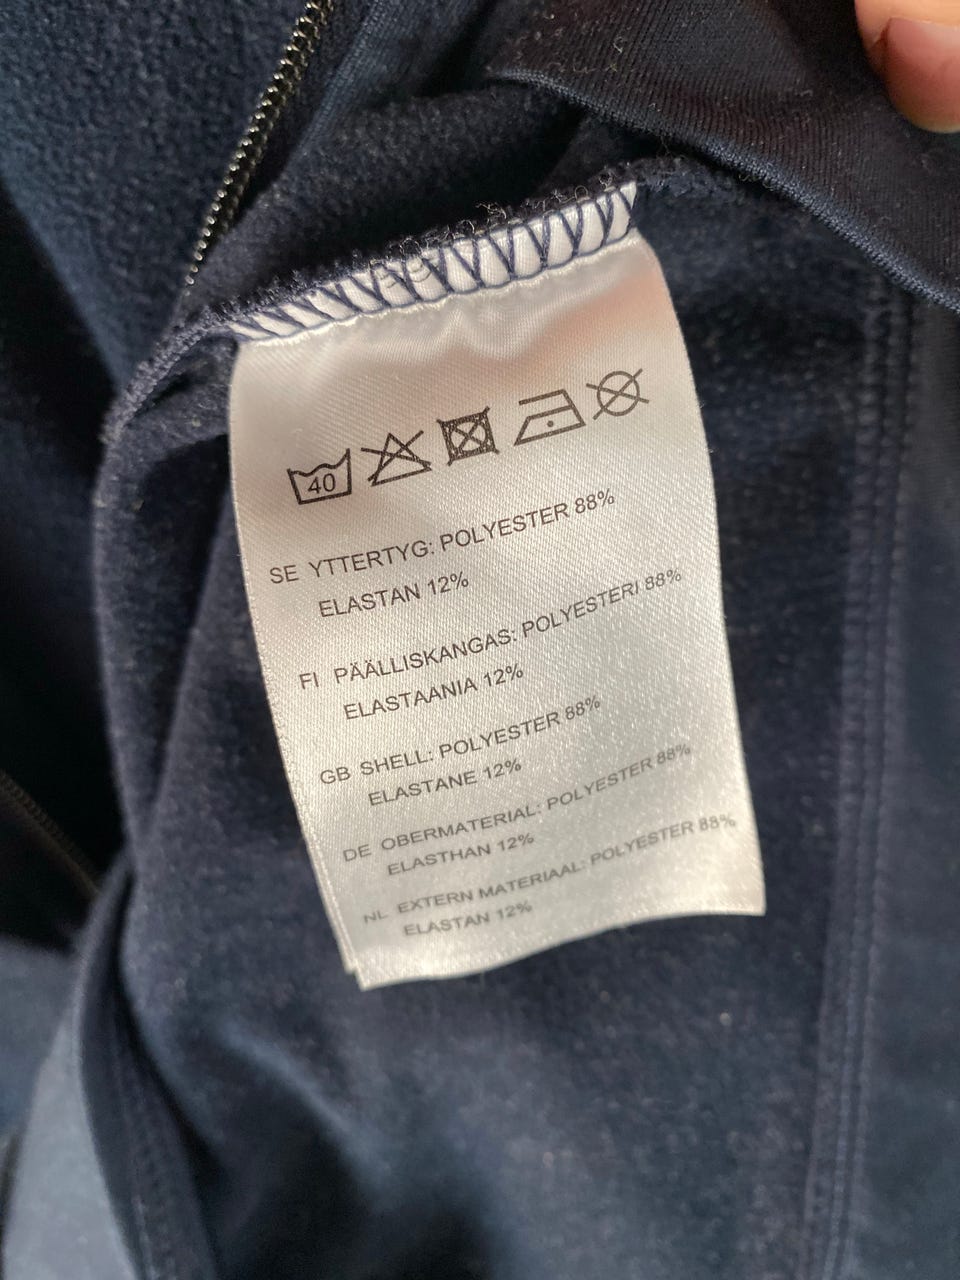 40
SE YTTERTYG: POLYESTER 88%
ELASTAN 12%
FI PÄÄLLISKANGAS: POLYESTERI 88%
ELASTAANIA 12%
GB SHELL: POLYESTER 88%
ELASTANE 12%
DE OBERMATERIAL: POLYESTER 88%
ELASTHAN 12%
NL EXTERN MATERIAAL: POLYESTER 88%
ELASTAN 12%